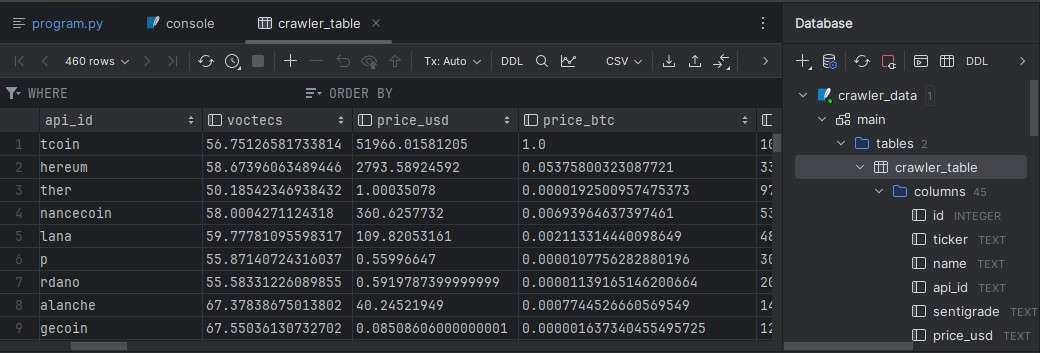 program.py console crawler_table Database
460 rows Tx: Auto DDL CSV DDL
WHERE ORDER BY crawler_data 1
api_id voctecs price_usd price_btc main
1 tcoin 56.75126581733814 51966.01581205 1.0 10 tables 2
2 hereum 58.67396063489446 2793.58924592 0.05375800323087721 33 crawler_table
3 ther 50.18542346938432 1.00035078 0.0000192500957475373 97 columns 45
4 nancecoin 58.0004271124318 360.6257732 0.00693964637397461 53 id INTEGER
5 lana 59.77781095598317 109.82053161 0.002113314440098649 48 ticker TEXT
6 p 55.87140724316037 0.55996647 0.0000107756282880196 30 name TEXT
7 rdano 55.58331226089855 0.5919787399999999 0.0000113916514620​0664 20 api_id TEXT
8 alanche 67.37838675013802 40.24521949 0.0007744526660569549 14 sentigrade TEXT
9 gecoin 67.55036130732702 0.08508606000000001 0.000001637340455495725 12 price_usd TEXT